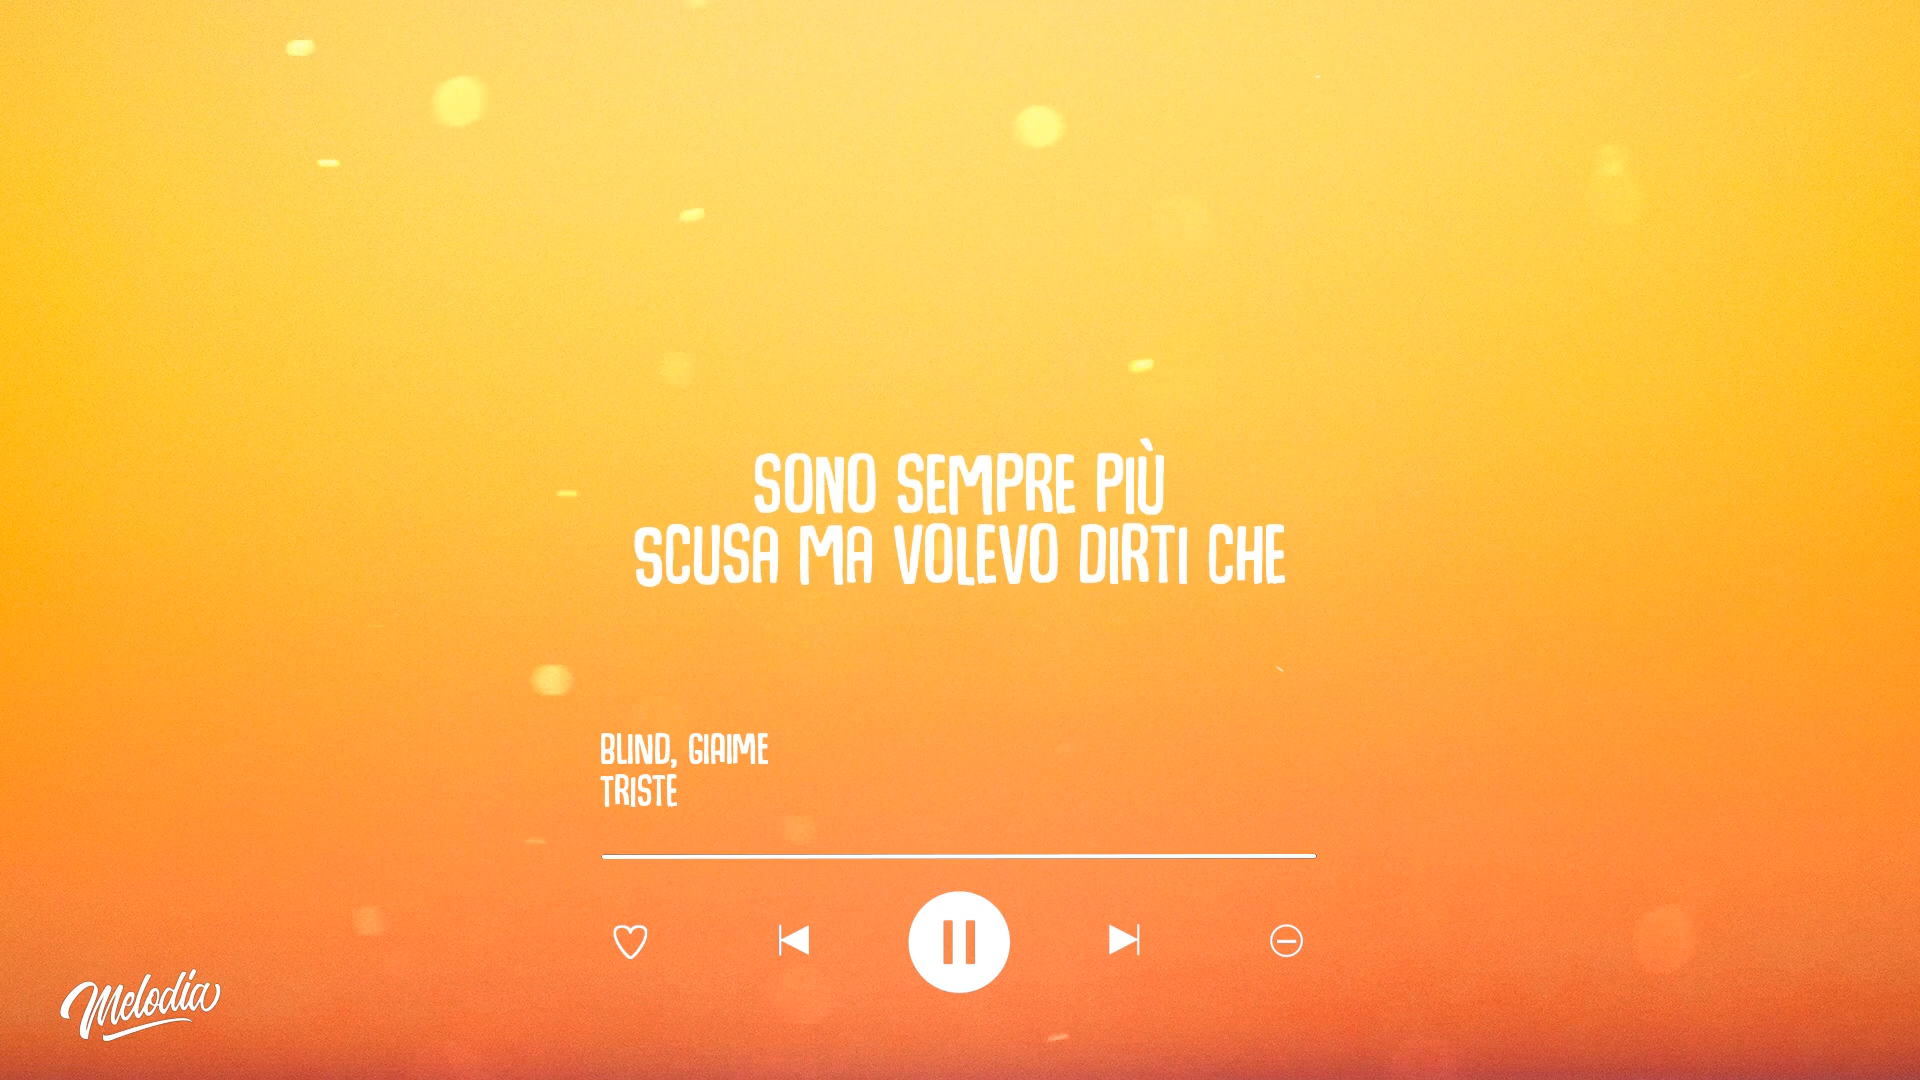 SONO SEMPRE PIÙ
SCUSA MA VOLEVO DIRTI CHE
BLIND, GIAIME
TRISTE
Melodia